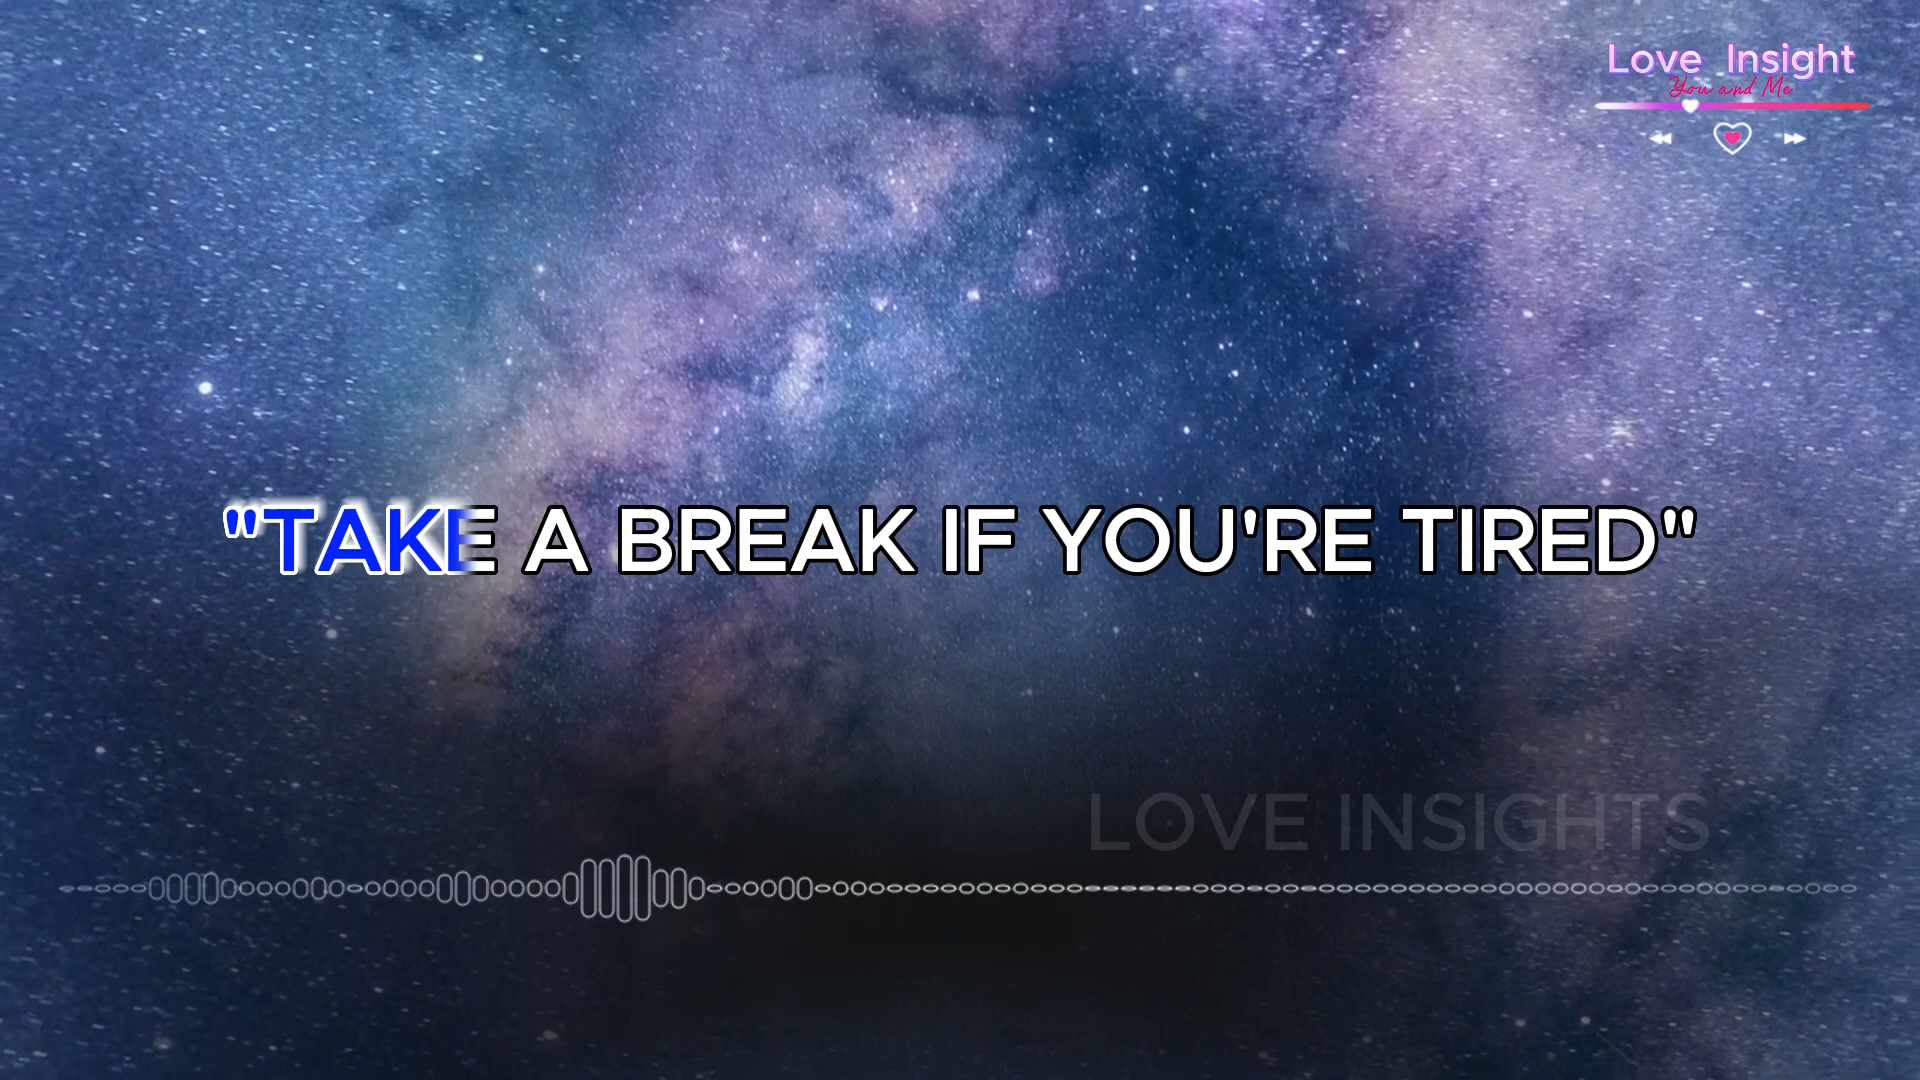 Love Insight
You and Me
"TAKE A BREAK IF YOU'RE TIRED"
LOVE INSIGHTS